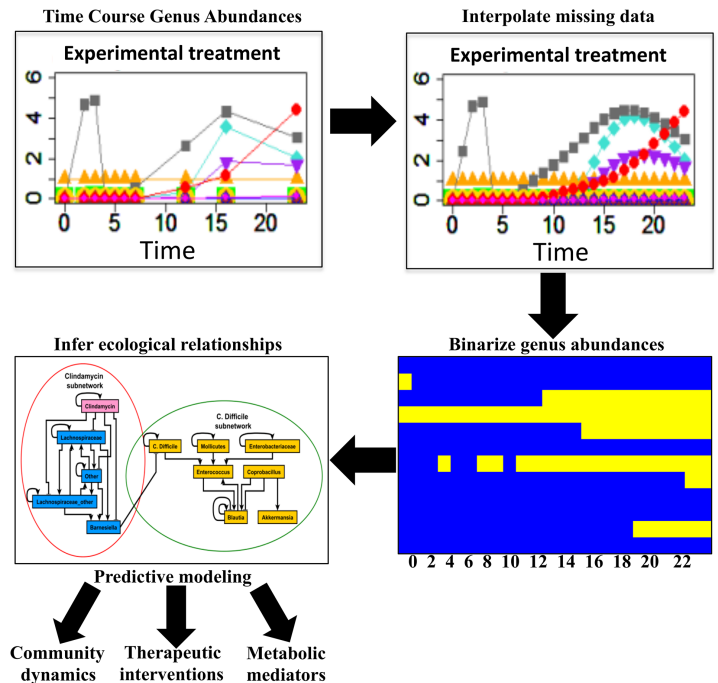 Time Course Genus Abundances
Interpolate missing data
Experimental treatment
6
4
2
0
0 5 10 15 20
Time
Experimental treatment
6
4
2
0
0 5 10 15 20
Time
Infer ecological relationships
Binarize genus abundances
Clindamycin
subnetwork
Clindamycin
Lachnospiraceae
Other
Lachnospiraceae_other
Barnesiella
C. Difficile
subnetwork
C. Difficile
Mollicutes
Enterobacteriaceae
Enterococcus
Coprobacillus
Blautia
Akkermansia
0 2 4 6 8 10 12 14 16 18 20 22
Predictive modeling
Community
dynamics
Therapeutic
interventions
Metabolic
mediators